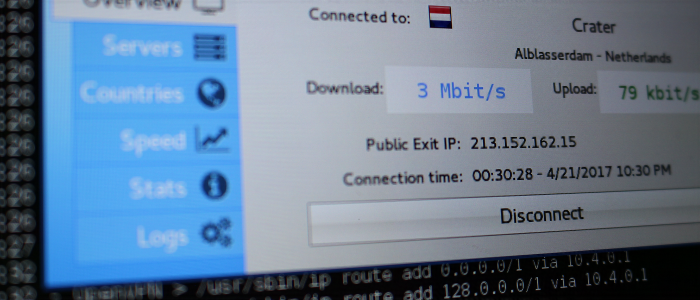 Overview
Servers
Countries
Speed
Stats
Logs
Connected to:
Crater
Alblasserdam - Netherlands
Download: 3 Mbit/s Upload: 79 kbit/s
Public Exit IP: 213.152.162.15
Connection time: 00:30:28 - 4/21/2017 10:30 PM
Disconnect
> /usr/sbin/ip route add 0.0.0.0/1 via 10.4.0.1
/sbin/ip route add 128.0.0.0/1 via 10.4.0.1